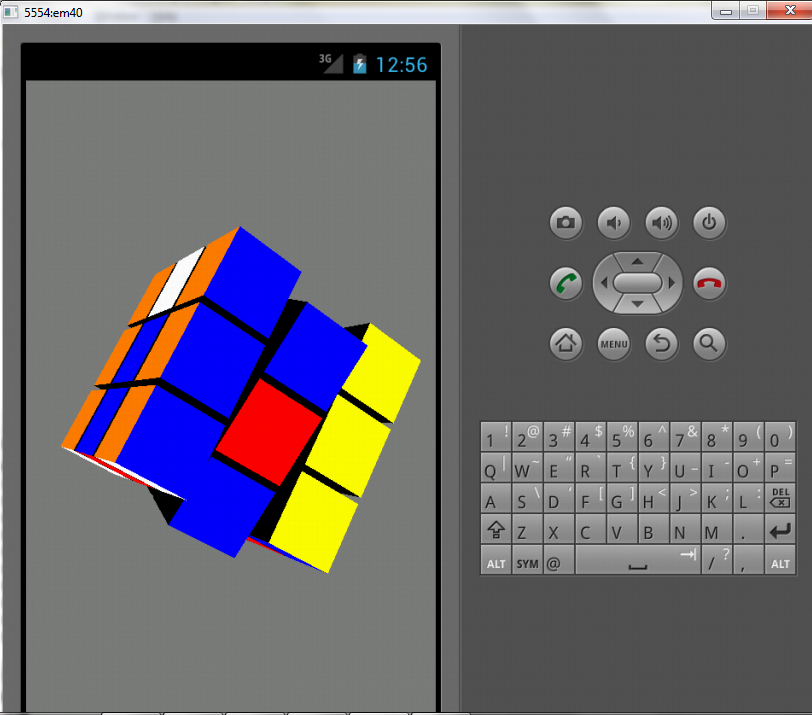 5554:em40
3G 12:56
MENU
1 ! 2 @ 3 # 4 $ 5 % 6 ^ 7 & 8 * 9 ( 0 )
Q | W ~ E “ R ` T { Y } U _ I - O + P =
A S \ D ‘ F [ G ] H < J > K ; L : DEL
Z X C V B N M .
ALT SYM @ / ? , ALT